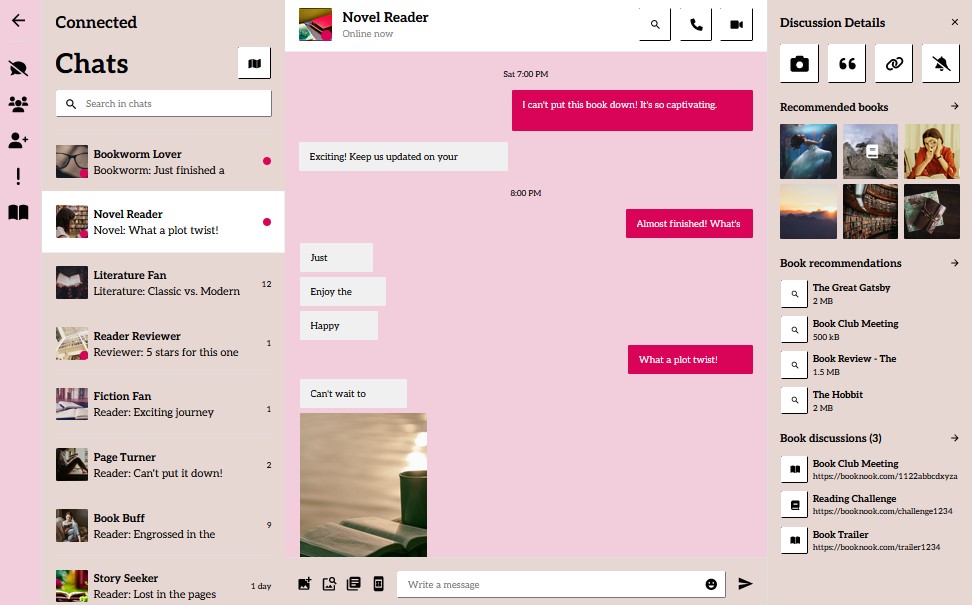 Connected
Chats
Search in chats
Bookworm Lover
Bookworm: Just finished a
Novel Reader
Novel: What a plot twist!
Literature Fan
Literature: Classic vs. Modern
12
Reader Reviewer
Reviewer: 5 stars for this one
1
Fiction Fan
Reader: Exciting journey
1
Page Turner
Reader: Can't put it down!
2
Book Buff
Reader: Engrossed in the
9
Story Seeker
Reader: Lost in the pages
1 day
Novel Reader
Online now
Sat 7:00 PM
I can't put this book down! It's so captivating.
Exciting! Keep us updated on your
8:00 PM
Almost finished! What's
Just
Enjoy the
Happy
What a plot twist!
Can't wait to
Write a message
Discussion Details
Recommended books
Book recommendations
The Great Gatsby
2 MB
Book Club Meeting
500 kB
Book Review - The
1.5 MB
The Hobbit
2 MB
Book discussions (3)
Book Club Meeting
https://booknook.com/1122abbcdxyza
Reading Challenge
https://booknook.com/challenge1234
Book Trailer
https://booknook.com/trailer1234